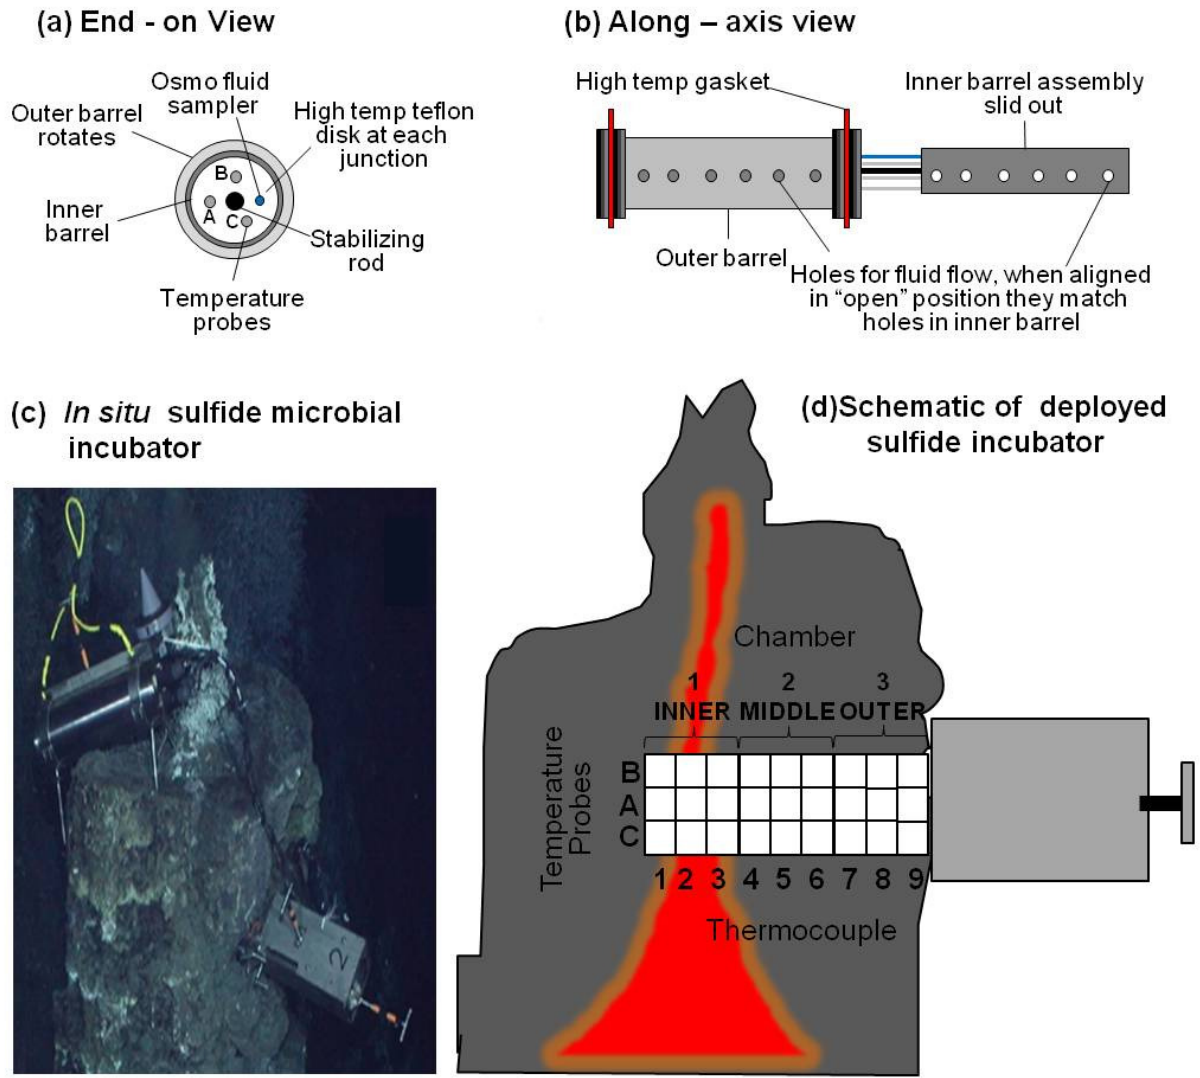 (a) End - on View
Osmo fluid
sampler
Outer barrel
rotates
High temp teflon
disk at each
junction
B
A
C
Inner
barrel
Stabilizing
rod
Temperature
probes
(b) Along – axis view
High temp gasket
Inner barrel assembly
slid out
Outer barrel
Holes for fluid flow, when aligned
in “open” position they match
holes in inner barrel
(c) In situ sulfide microbial
incubator
2
(d)Schematic of deployed
sulfide incubator
Chamber
1 2 3
INNER MIDDLE OUTER
Temperature
Probes
B
A
C
1 2 3 4 5 6 7 8 9
Thermocouple